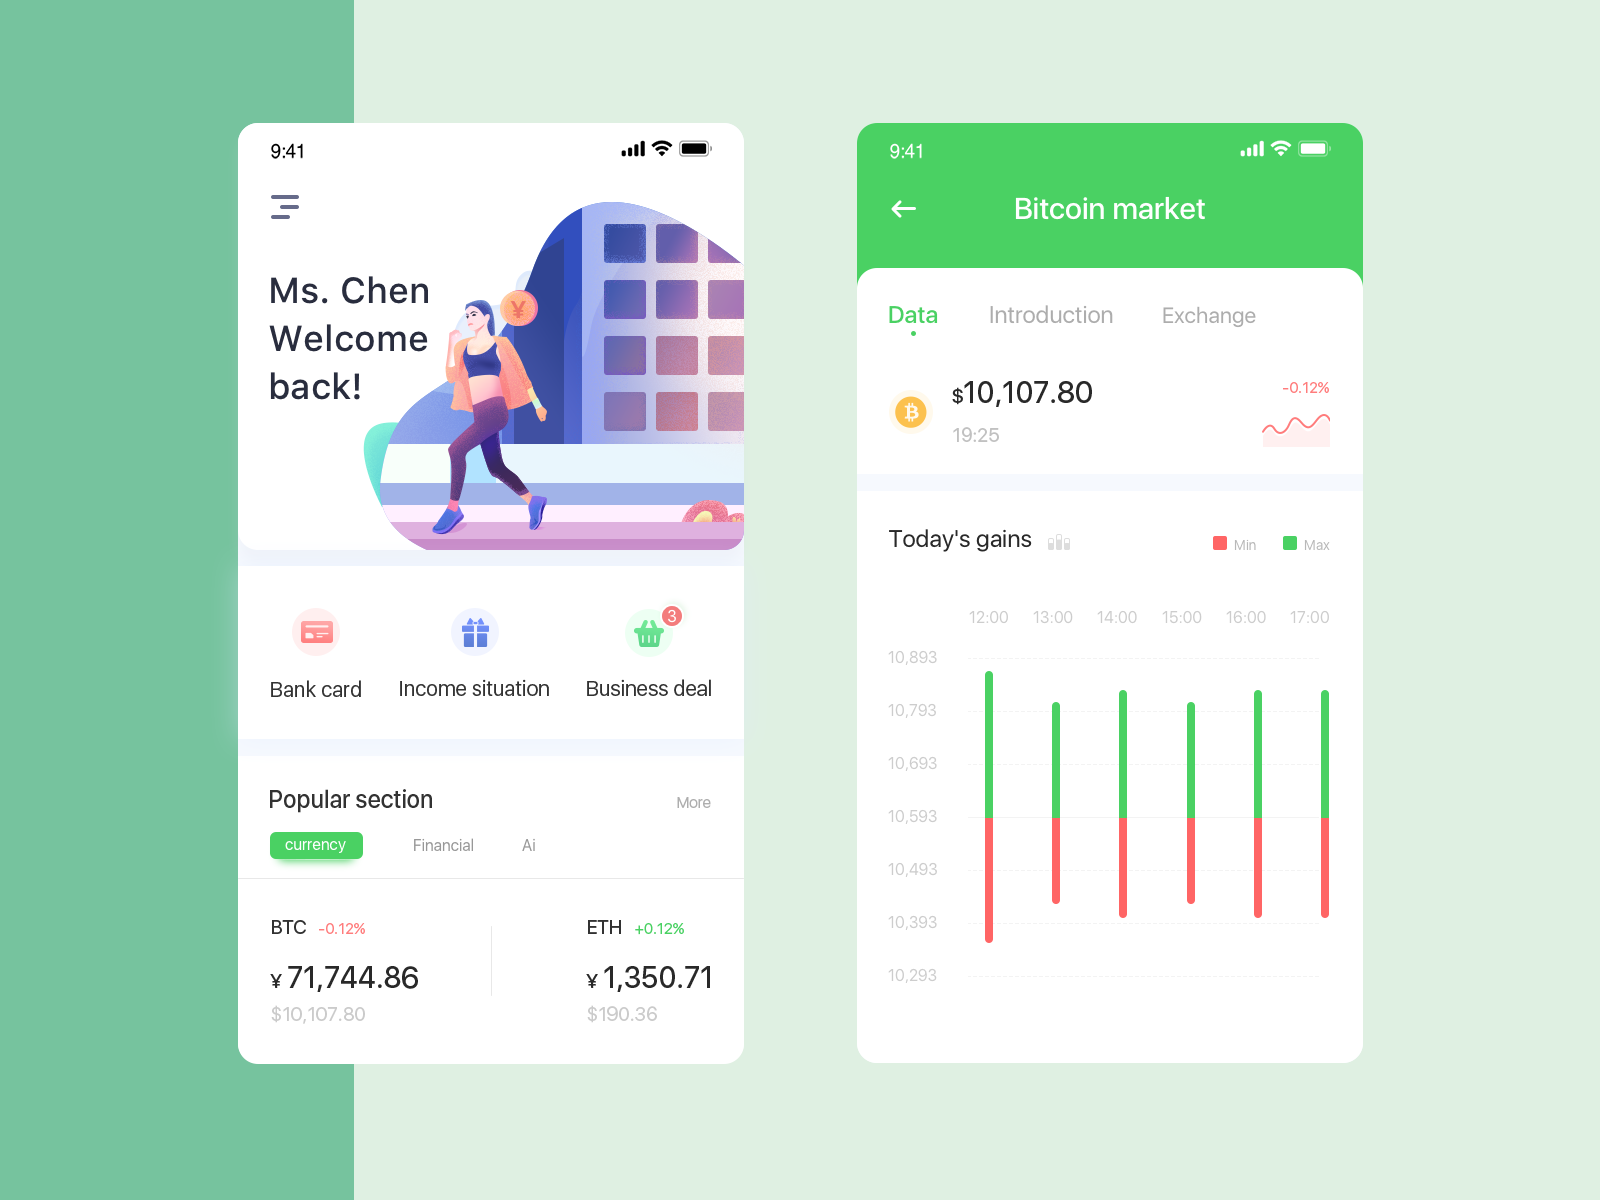 9:41
Ms. Chen
Welcome
back!
¥
3
Bank card
Income situation
Business deal
Popular section
More
currency
Financial
Ai
BTC -0.12%
¥ 71,744.86
$10,107.80
ETH +0.12%
¥ 1,350.71
$190.36
9:41
Bitcoin market
Data
Introduction
Exchange
$10,107.80
19:25
-0.12%
Today's gains
Min
Max
12:00 13:00 14:00 15:00 16:00 17:00
10,893
10,793
10,693
10,593
10,493
10,393
10,293